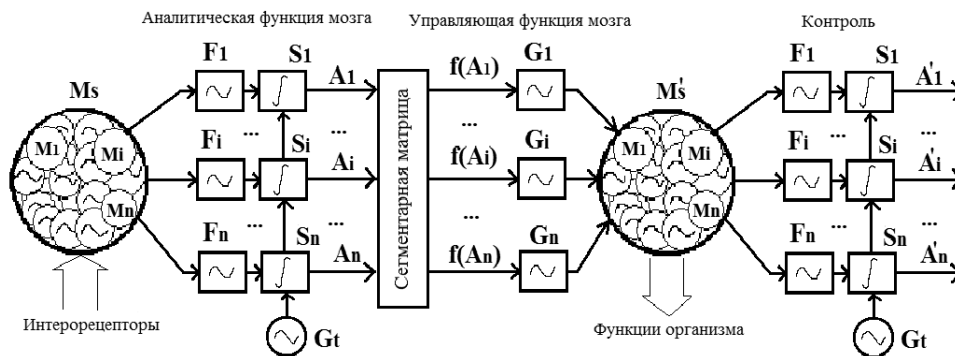 Аналитическая функция мозга
Управляющая функция мозга
Контроль
Ms
M1
Mi
Mn
F1
S1
A1
...
...
Fi
Si
Ai
...
...
Fn
Sn
An
Gt
Интерорецепторы
Сегментарная матрица
f(A1)
G1
...
f(Ai)
Gi
...
f(An)
Gn
M's
M1
Mi
Mn
Функции организма
F1
S1
A'1
...
...
Fi
Si
A'i
...
...
Fn
Sn
A'n
Gt